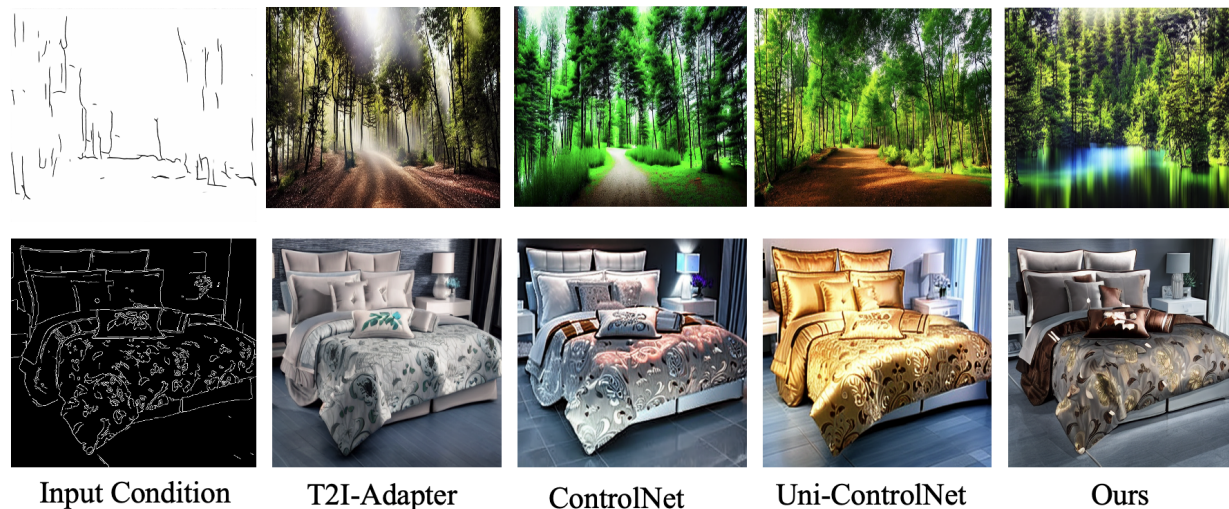 Input Condition
T2I-Adapter
ControlNet
Uni-ControlNet
Ours